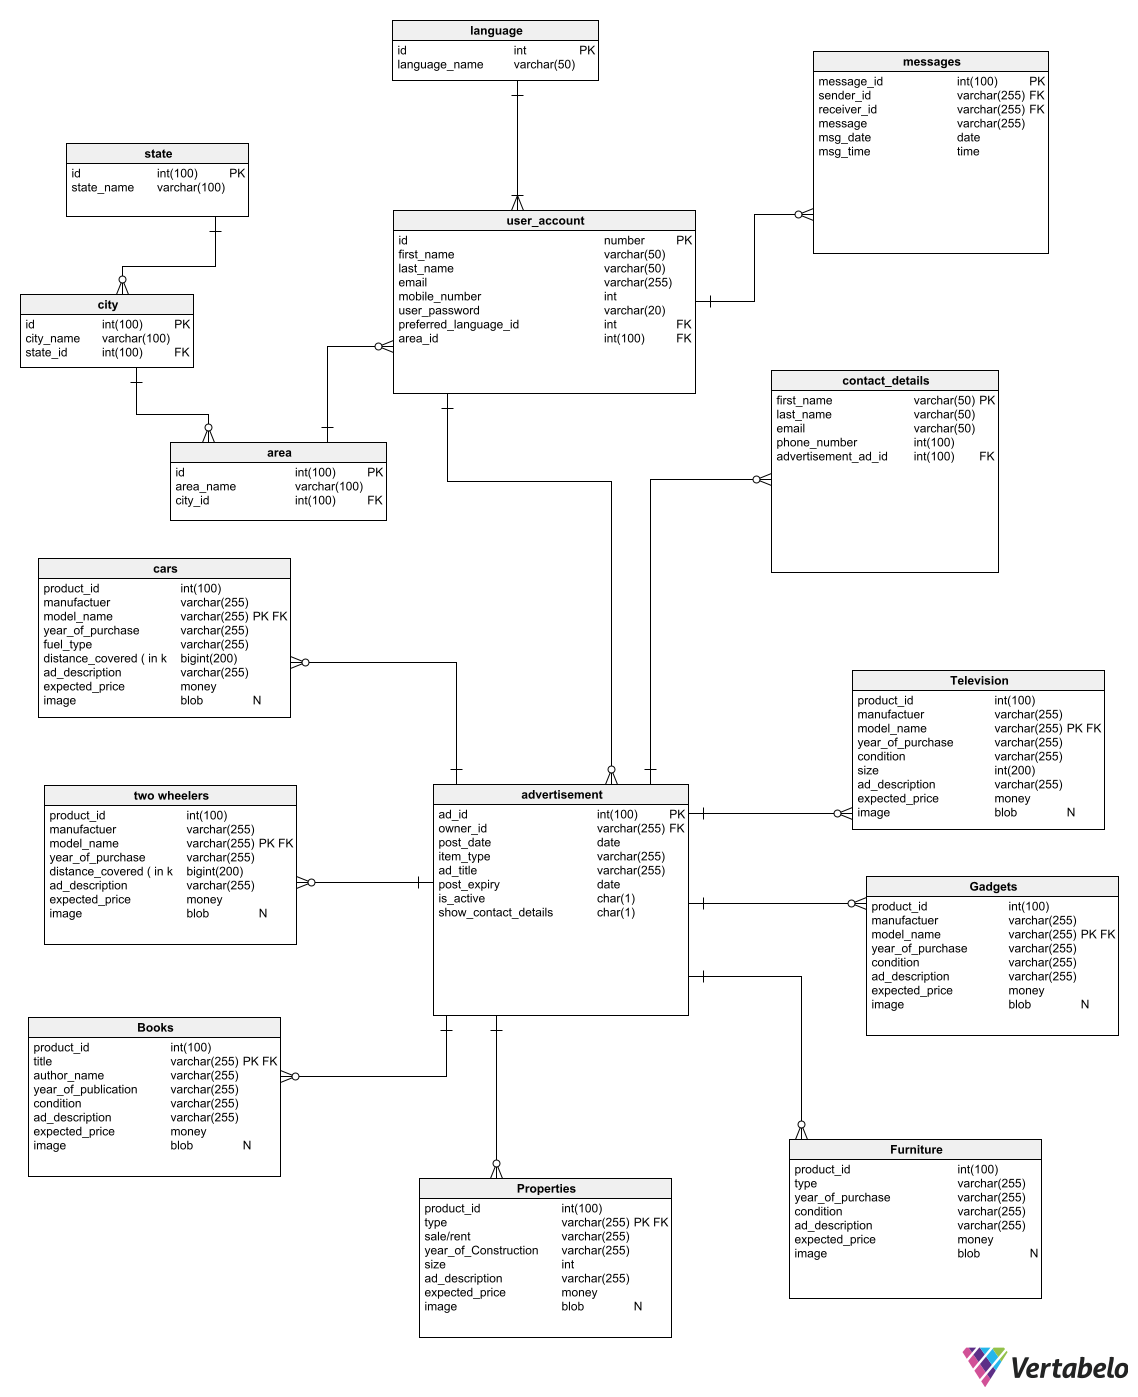 language
id int PK
language_name varchar(50)
messages
message_id int(100) PK
sender_id varchar(255) FK
receiver_id varchar(255) FK
message varchar(255)
msg_date date
msg_time time
state
id int(100) PK
state_name varchar(100)
user_account
id number PK
first_name varchar(50)
last_name varchar(50)
email varchar(255)
mobile_number int
user_password varchar(20)
preferred_language_id int FK
area_id int(100) FK
city
id int(100) PK
city_name varchar(100)
state_id int(100) FK
contact_details
first_name varchar(50) PK
last_name varchar(50)
email varchar(50)
phone_number int(100)
advertisement_ad_id int(100) FK
area
id int(100) PK
area_name varchar(100)
city_id int(100) FK
cars
product_id int(100)
manufactuer varchar(255)
model_name varchar(255) PK FK
year_of_purchase varchar(255)
fuel_type varchar(255)
distance_covered ( in k bigint(200)
ad_description varchar(255)
expected_price money
image blob N
Television
product_id int(100)
manufactuer varchar(255)
model_name varchar(255) PK FK
year_of_purchase varchar(255)
condition varchar(255)
size int(200)
ad_description varchar(255)
expected_price money
image blob N
two wheelers
product_id int(100)
manufactuer varchar(255)
model_name varchar(255) PK FK
year_of_purchase varchar(255)
distance_covered ( in k bigint(200)
ad_description varchar(255)
expected_price money
image blob N
advertisement
ad_id int(100) PK
owner_id varchar(255) FK
post_date date
item_type varchar(255)
ad_title varchar(255)
post_expiry date
is_active char(1)
show_contact_details char(1)
Gadgets
product_id int(100)
manufactuer varchar(255)
model_name varchar(255) PK FK
year_of_purchase varchar(255)
condition varchar(255)
ad_description varchar(255)
expected_price money
image blob N
Books
product_id int(100)
title varchar(255) PK FK
author_name varchar(255)
year_of_publication varchar(255)
condition varchar(255)
ad_description varchar(255)
expected_price money
image blob N
Properties
product_id int(100)
type varchar(255) PK FK
sale/rent varchar(255)
year_of_Construction varchar(255)
size int
ad_description varchar(255)
expected_price money
image blob N
Furniture
product_id int(100)
type varchar(255)
year_of_purchase varchar(255)
condition varchar(255)
ad_description varchar(255)
expected_price money
image blob N
Vertabelo